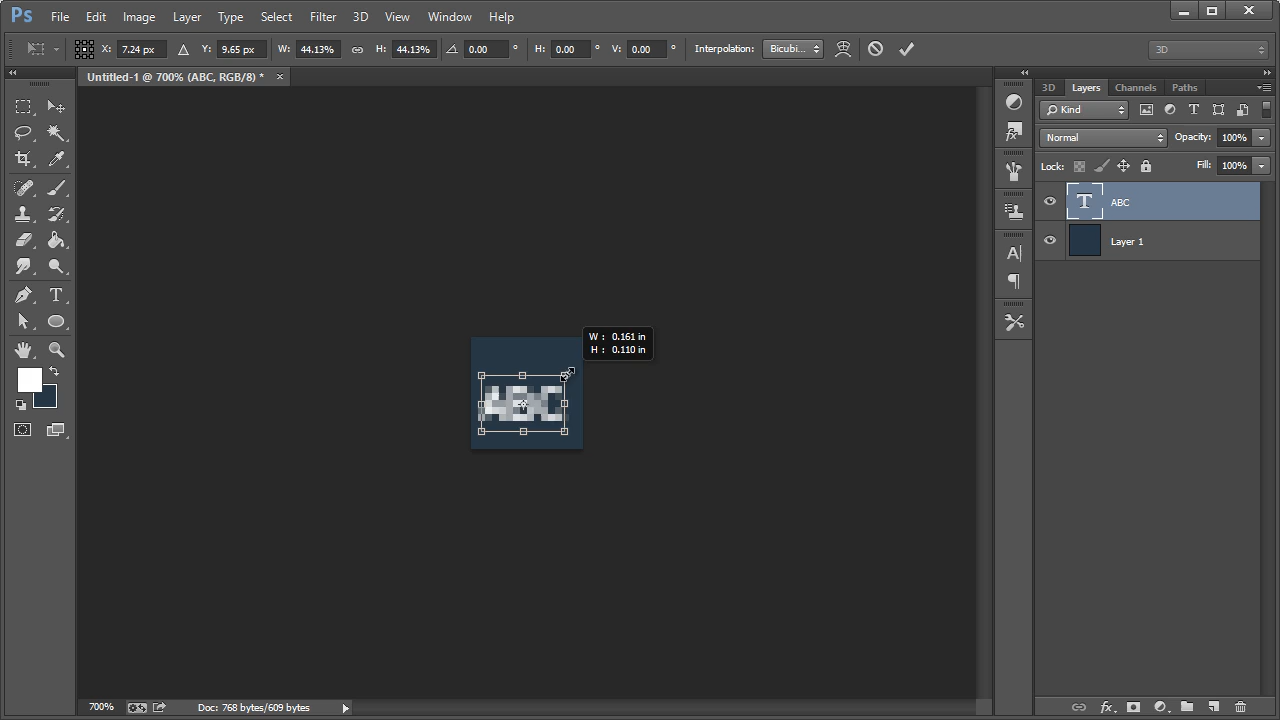 Ps File Edit Image Layer Type Select Filter 3D View Window Help
X: 7.24 px Y: 9.65 px W: 44.13% H: 44.13% 0.00 ° H: 0.00 ° V: 0.00 ° Interpolation: Bicubi... 3D
Untitled-1 @ 700% (ABC, RGB/8) * ×
3D Layers Channels Paths
Kind
Normal Opacity: 100%
Lock: Fill: 100%
ABC
Layer 1
W : 0.161 in
H : 0.110 in
ABC
700% Doc: 768 bytes/609 bytes